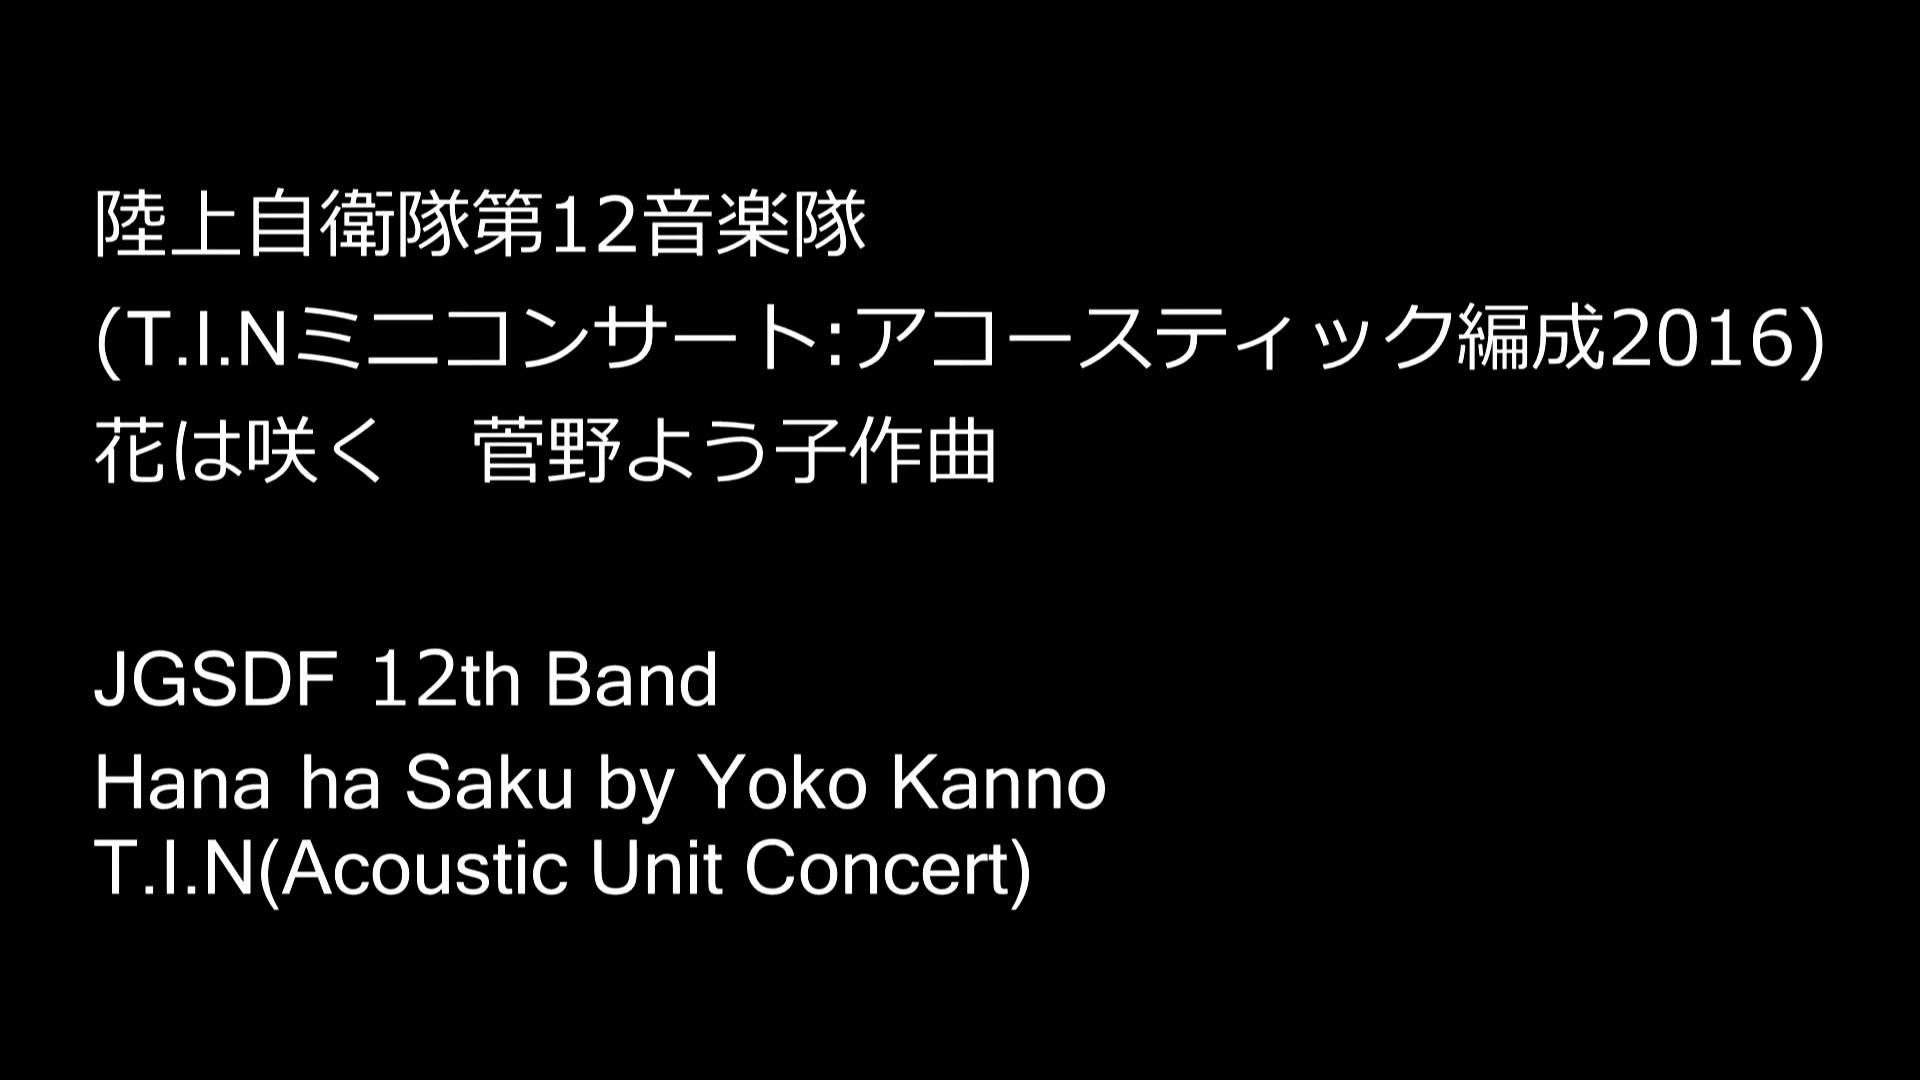 陸上自衛隊第12音楽隊
(T.I.Nミニコンサート:アコースティック編成2016)
花は咲く　菅野よう子作曲
JGSDF 12th Band
Hana ha Saku by Yoko Kanno
T.I.N(Acoustic Unit Concert)